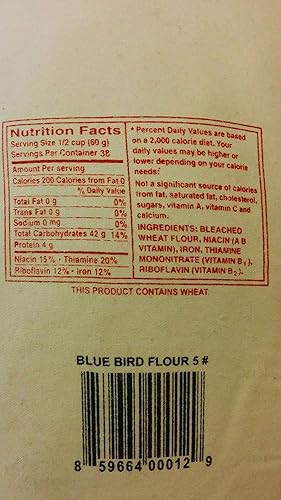 Nutrition Facts
Serving Size 1/2 cup (60 g)
Servings Per Container 38
Amount Per Serving
Calories 200 Calories from Fat 0
% Daily Value
Total Fat 0 g 0%
Trans Fat 0 g 0%
Sodium 0 mg 0%
Total Carbohydrates 42 g 14%
Protein 4 g
Niacin 15% · Thiamine 20%
Riboflavin 12% · Iron 12%
* Percent Daily Values are based
on a 2,000 calorie diet. Your
daily values may be higher or
lower depending on your calorie
needs:
Not a significant source of calories
from fat, saturated fat, cholesterol,
sugars, vitamin A, vitamin C and
calcium.
INGREDIENTS: BLEACHED
WHEAT FLOUR, NIACIN (A B
VITAMIN), IRON, THIAMINE
MONONITRATE (VITAMIN B1),
RIBOFLAVIN (VITAMIN B2).
THIS PRODUCT CONTAINS WHEAT.
BLUE BIRD FLOUR 5 #
8 59664 00012 9